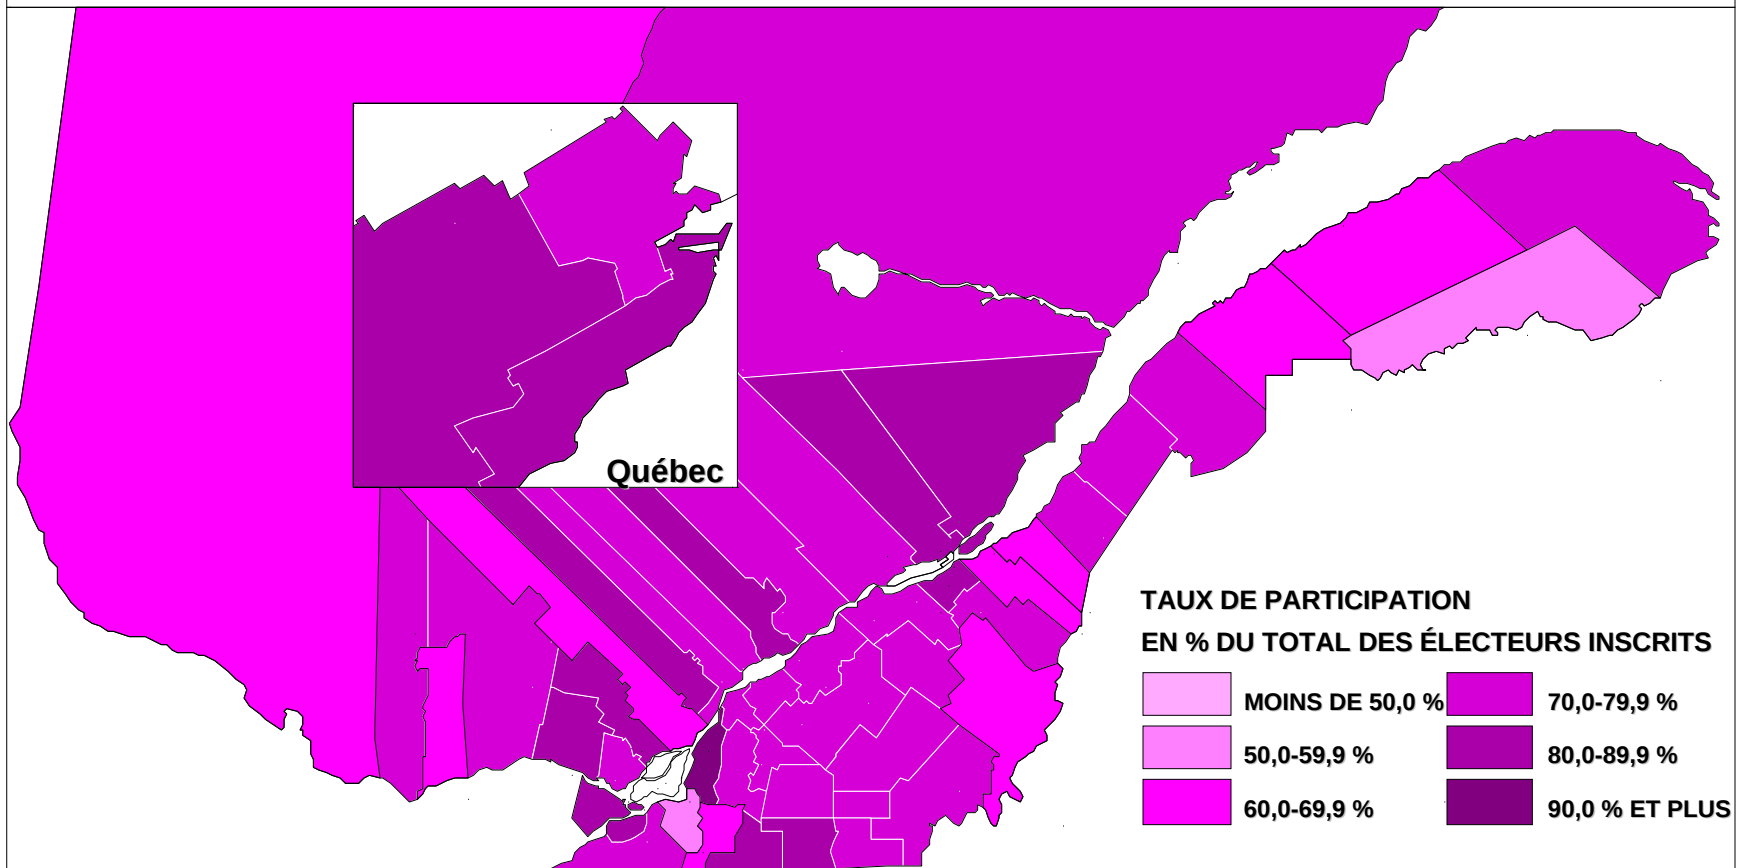 Québec
TAUX DE PARTICIPATION
EN % DU TOTAL DES ÉLECTEURS INSCRITS
MOINS DE 50,0 %
50,0-59,9 %
60,0-69,9 %
70,0-79,9 %
80,0-89,9 %
90,0 % ET PLUS